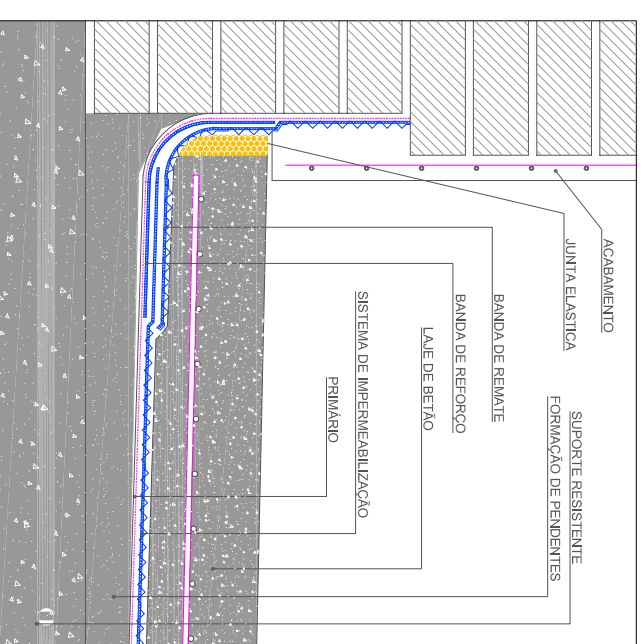 ACABAMENTO
JUNTA ELASTICA
BANDA DE REMATE
BANDA DE REFORÇO
LAJE DE BETÃO
SISTEMA DE IMPERMEABILIZAÇÃO
PRIMÁRIO
SUPORTE RESISTENTE
FORMAÇÃO DE PENDENTES